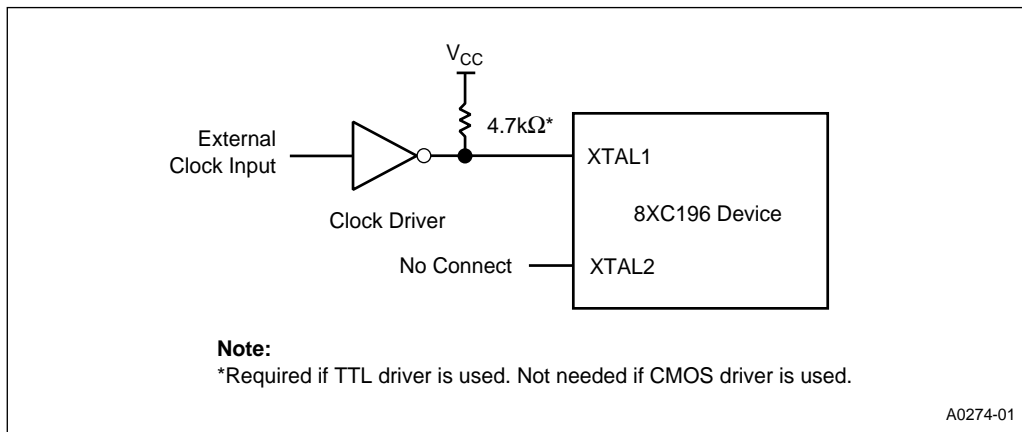 V_CC
4.7kΩ*
External
Clock Input
XTAL1
8XC196 Device
Clock Driver
No Connect
XTAL2
Note:
*Required if TTL driver is used. Not needed if CMOS driver is used.
A0274-01